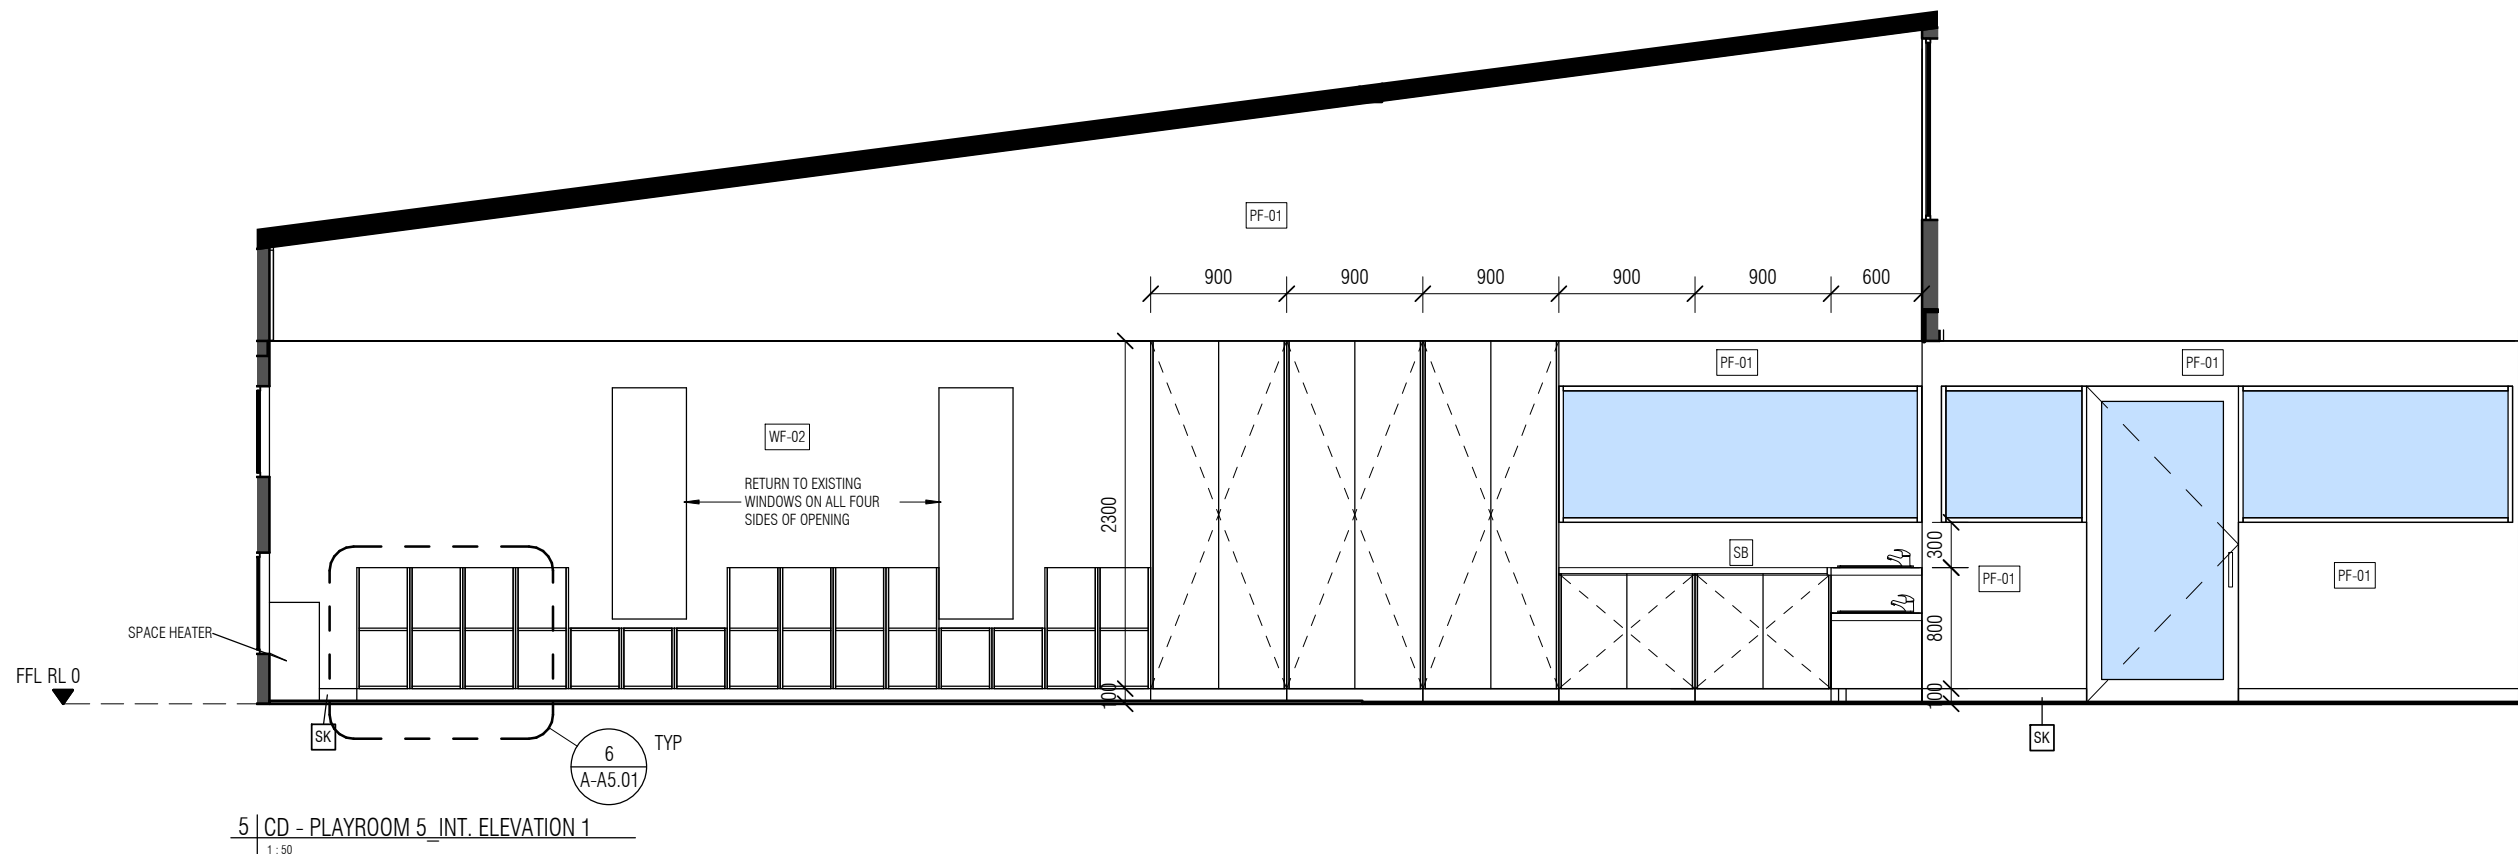 PF-01
900
900
900
900
900
600
PF-01
PF-01
WF-02
RETURN TO EXISTING
WINDOWS ON ALL FOUR
SIDES OF OPENING
2300
300
SB
PF-01
PF-01
SPACE HEATER
800
FFL RL 0
100
100
SK
SK
TYP
6
A-A5.01
5 CD - PLAYROOM 5_INT. ELEVATION 1
1 : 50